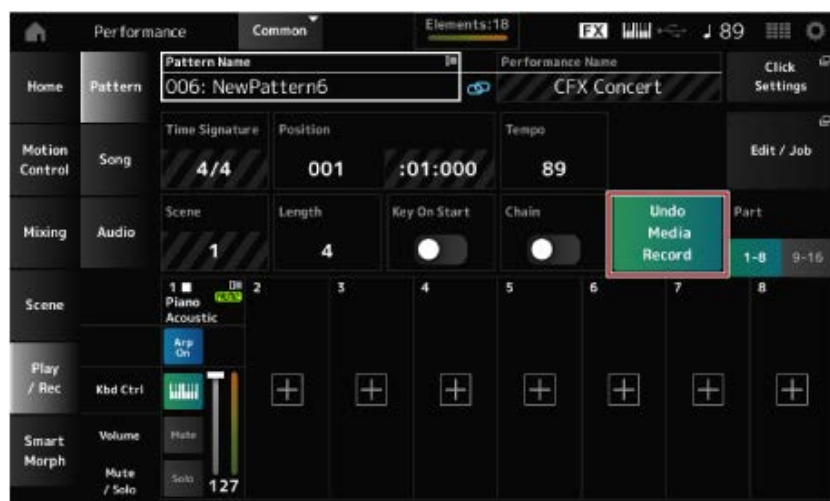 Performance
Common
Elements:18
FX
89
Home
Pattern
Pattern Name
006: NewPattern6
Performance Name
CFX Concert
Click
Settings
Motion
Control
Song
Time Signature
4/4
Position
001
:01:000
Tempo
89
Edit / Job
Mixing
Audio
Scene
1
Length
4
Key On Start
Chain
Undo
Media
Record
Part
1-8
9-16
Scene
1
Piano
Acoustic
2
3
4
5
6
7
8
Arp
On
Play
/ Rec
Kbd Ctrl
Smart
Morph
Volume
Mute
Mute
/ Solo
Solo
127